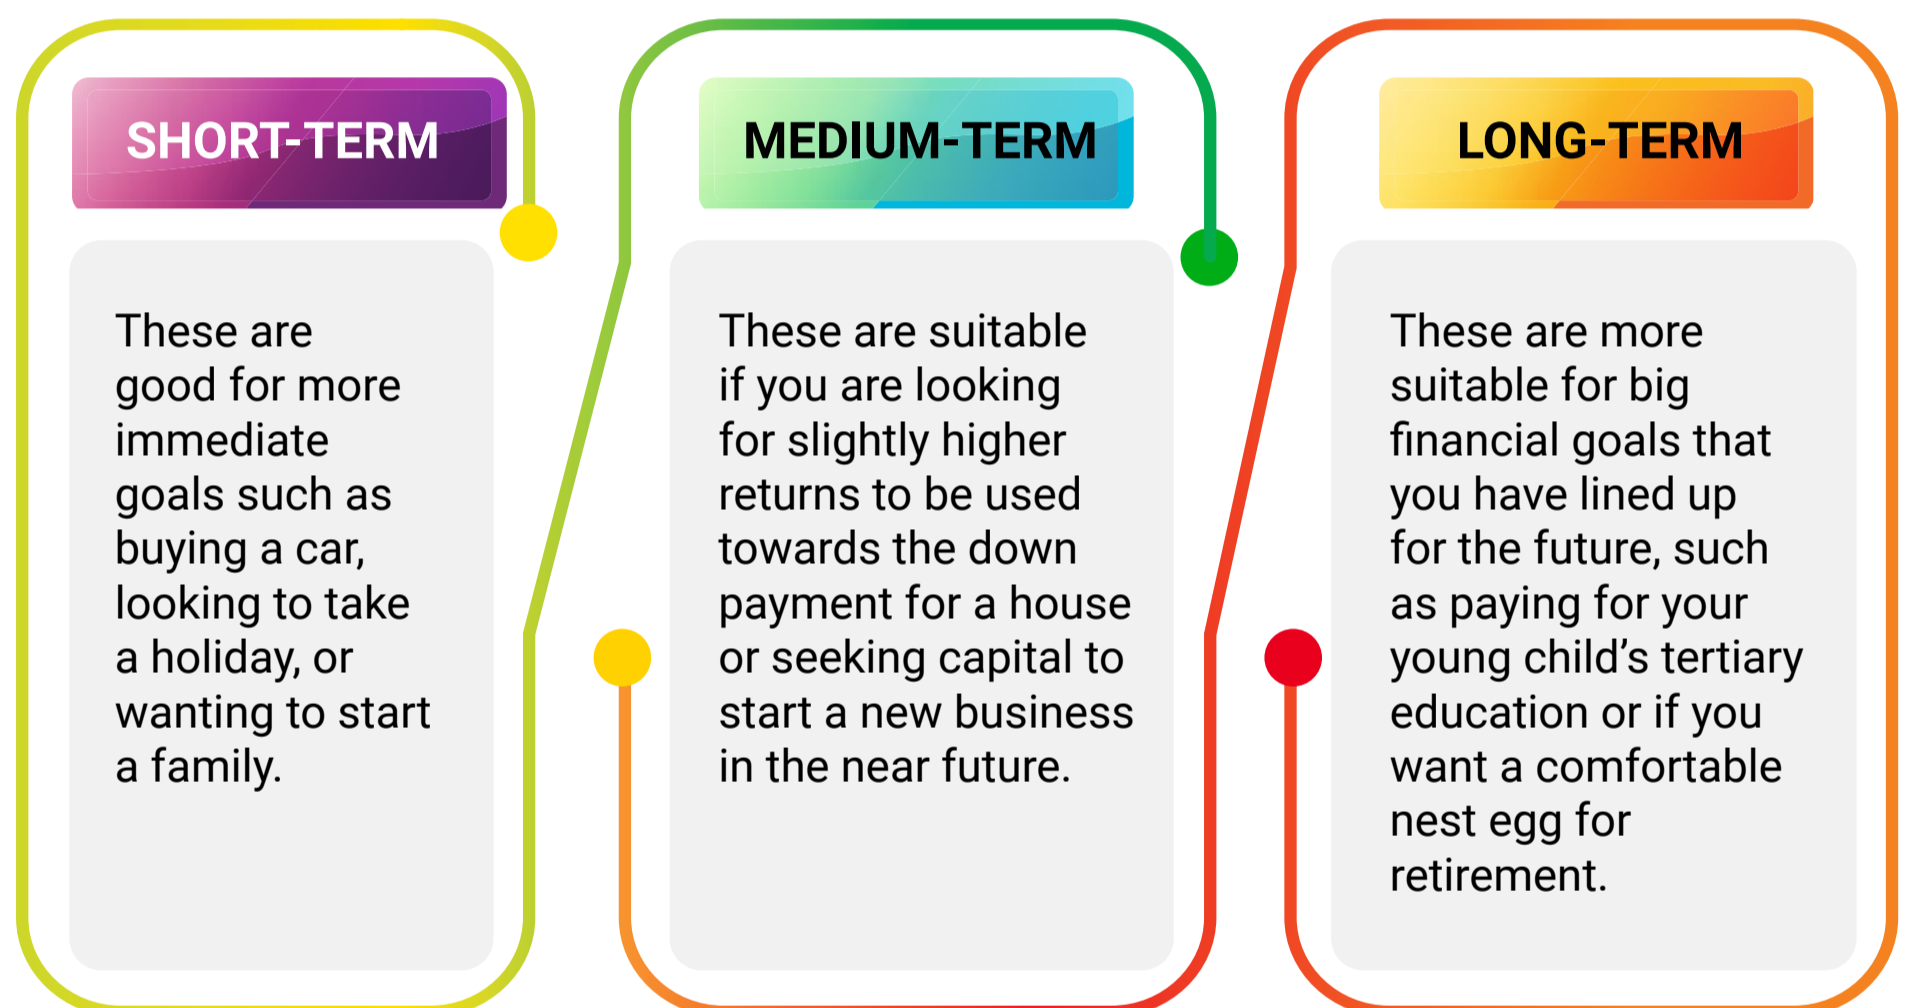 SHORT-TERM
These are
good for more
immediate
goals such as
buying a car,
looking to take
a holiday, or
wanting to start
a family.
MEDIUM-TERM
These are suitable
if you are looking
for slightly higher
returns to be used
towards the down
payment for a house
or seeking capital to
start a new business
in the near future.
LONG-TERM
These are more
suitable for big
financial goals that
you have lined up
for the future, such
as paying for your
young child’s tertiary
education or if you
want a comfortable
nest egg for
retirement.